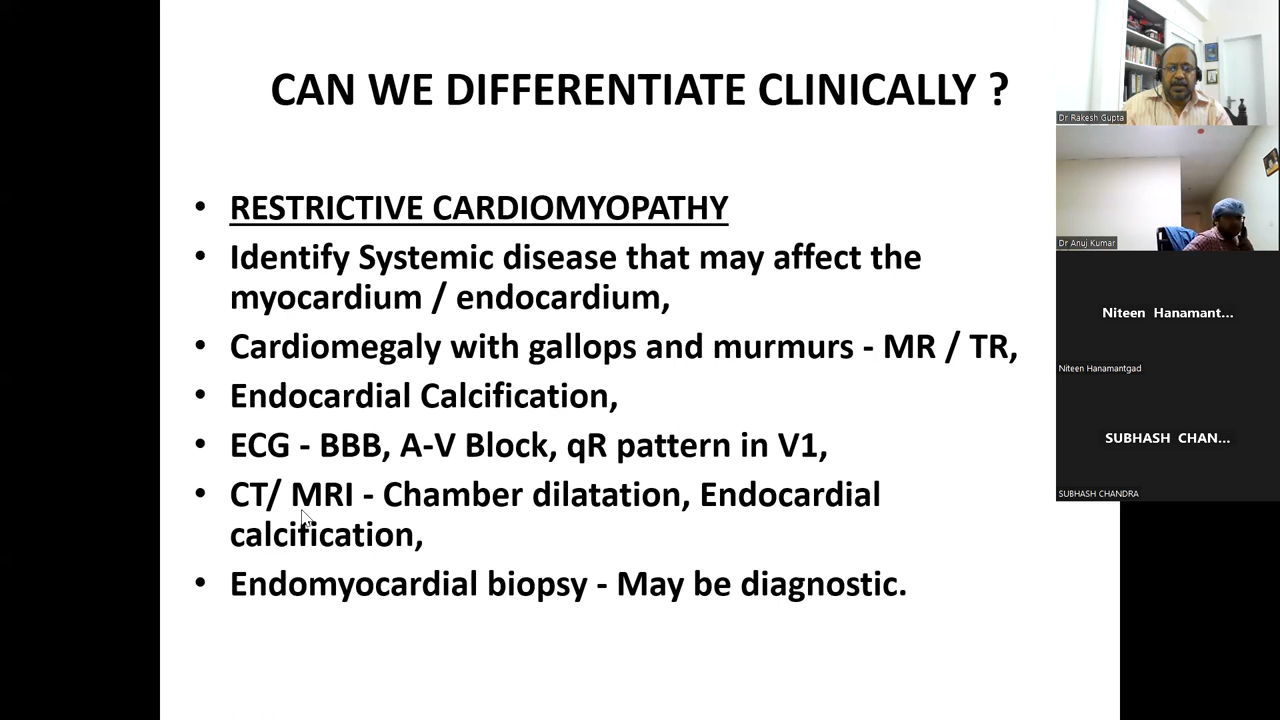 CAN WE DIFFERENTIATE CLINICALLY ?
• RESTRICTIVE CARDIOMYOPATHY
• Identify Systemic disease that may affect the
myocardium / endocardium,
• Cardiomegaly with gallops and murmurs - MR / TR,
• Endocardial Calcification,
• ECG - BBB, A-V Block, qR pattern in V1,
• CT/ MRI - Chamber dilatation, Endocardial
calcification,
• Endomyocardial biopsy - May be diagnostic.
Dr Rakesh Gupta
Dr Anuj Kumar
Niteen Hanamant...
Niteen Hanamantgad
SUBHASH CHAN...
SUBHASH CHANDRA